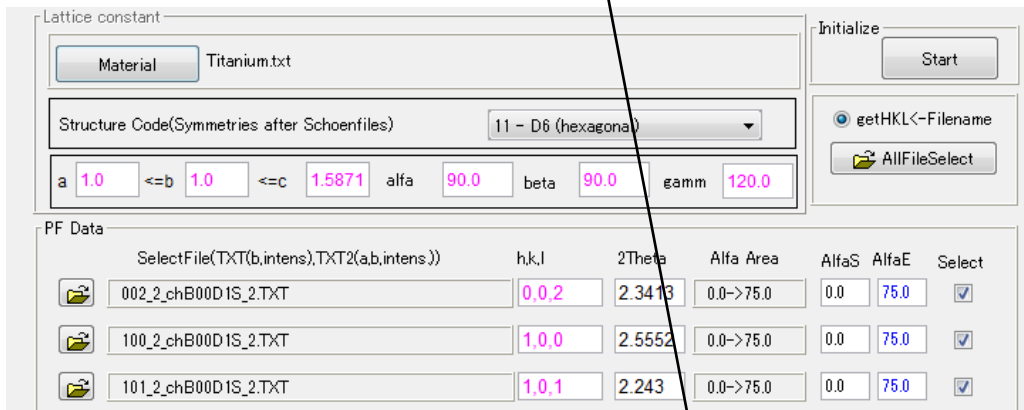 Lattice constant
Initialize
Material Titanium.txt
Start
Structure Code(Symmetries after Schoenfiles) 11 - D6 (hexagonal)
getHKL<-Filename
AllFileSelect
a 1.0 <=b 1.0 <=c 1.5871 alfa 90.0 beta 90.0 gamm 120.0
PF Data
SelectFile(TXT(b,intens),TXT2(a,b,intens.)) h,k,l 2Theta Alfa Area AlfaS AlfaE Select
002_2_chB00D1S_2.TXT 0,0,2 2.3413 0.0->75.0 0.0 75.0
100_2_chB00D1S_2.TXT 1,0,0 2.5552 0.0->75.0 0.0 75.0
101_2_chB00D1S_2.TXT 1,0,1 2.243 0.0->75.0 0.0 75.0